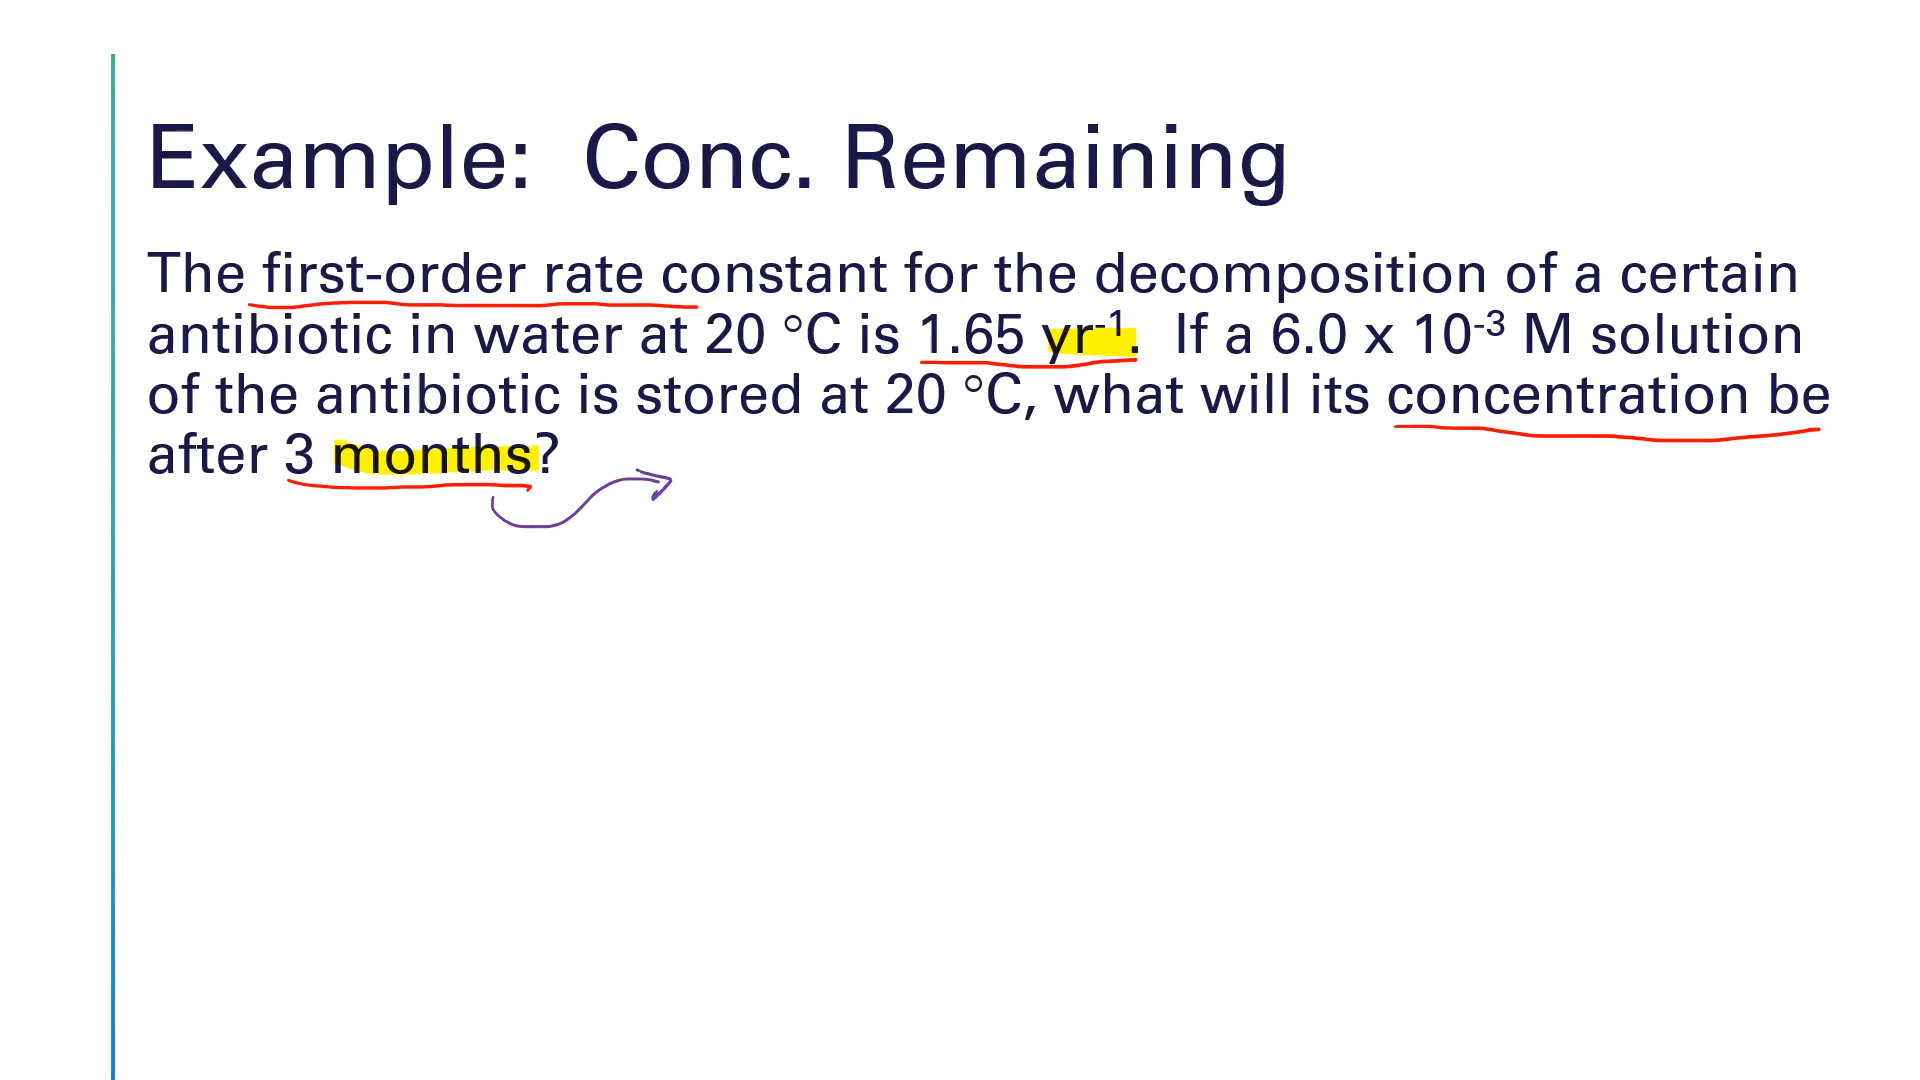 Example:  Conc. Remaining
The first-order rate constant for the decomposition of a certain
antibiotic in water at 20 °C is 1.65 yr⁻¹.  If a 6.0 x 10⁻³ M solution
of the antibiotic is stored at 20 °C, what will its concentration be
after 3 months?